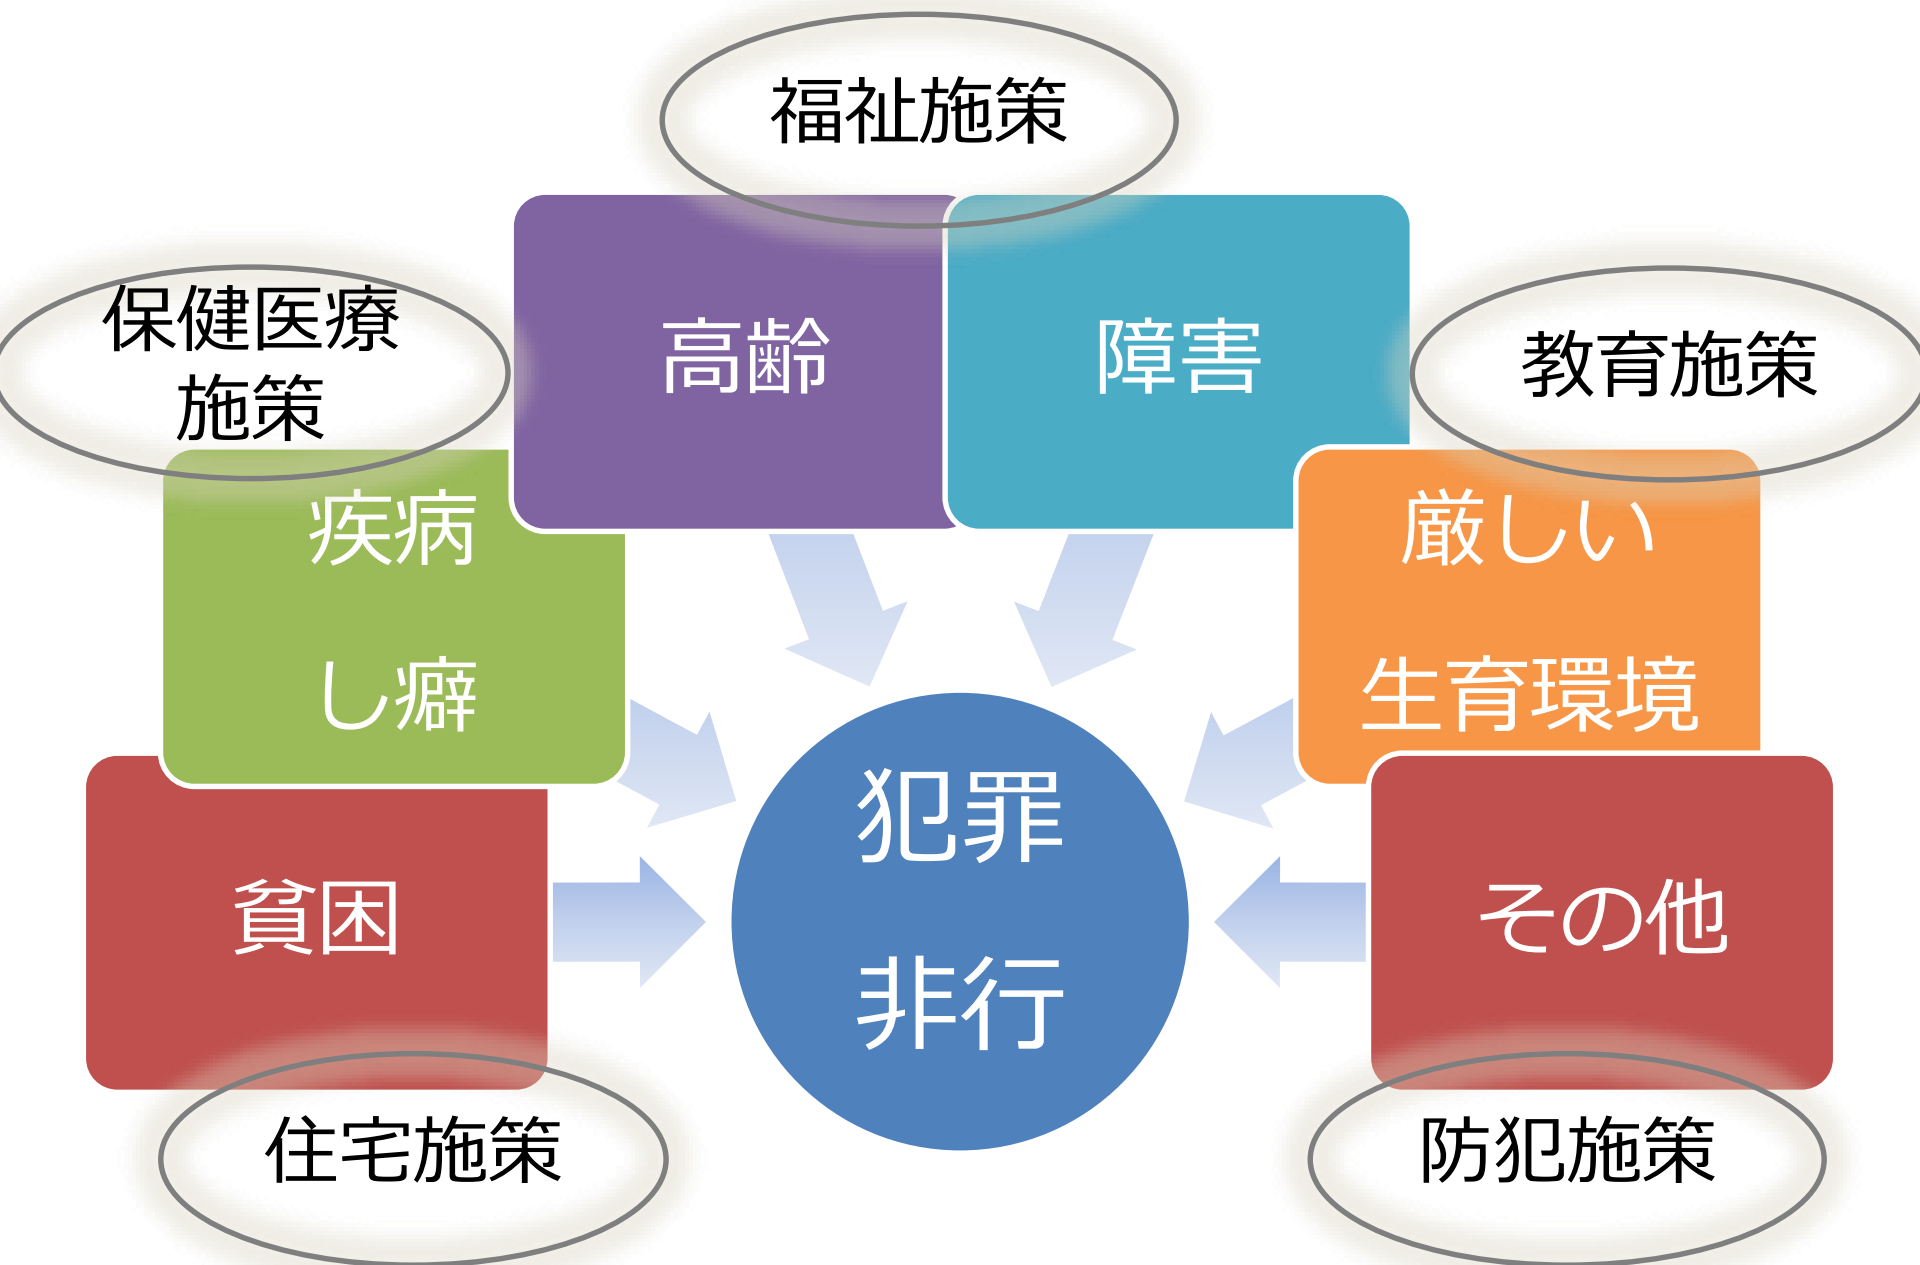 福祉施策
保健医療
施策
高齢
障害
教育施策
疾病
し癖
厳しい
生育環境
貧困
犯罪
非行
その他
住宅施策
防犯施策